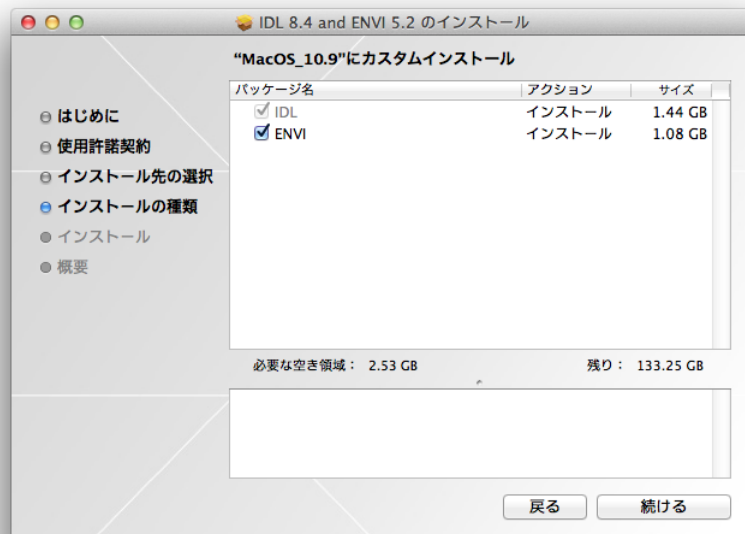 IDL 8.4 and ENVI 5.2 のインストール
"MacOS_10.9"にカスタムインストール
はじめに
使用許諾契約
インストール先の選択
インストールの種類
インストール
概要
パッケージ名 アクション サイズ
IDL インストール 1.44 GB
ENVI インストール 1.08 GB
必要な空き領域： 2.53 GB 残り： 133.25 GB
戻る 続ける